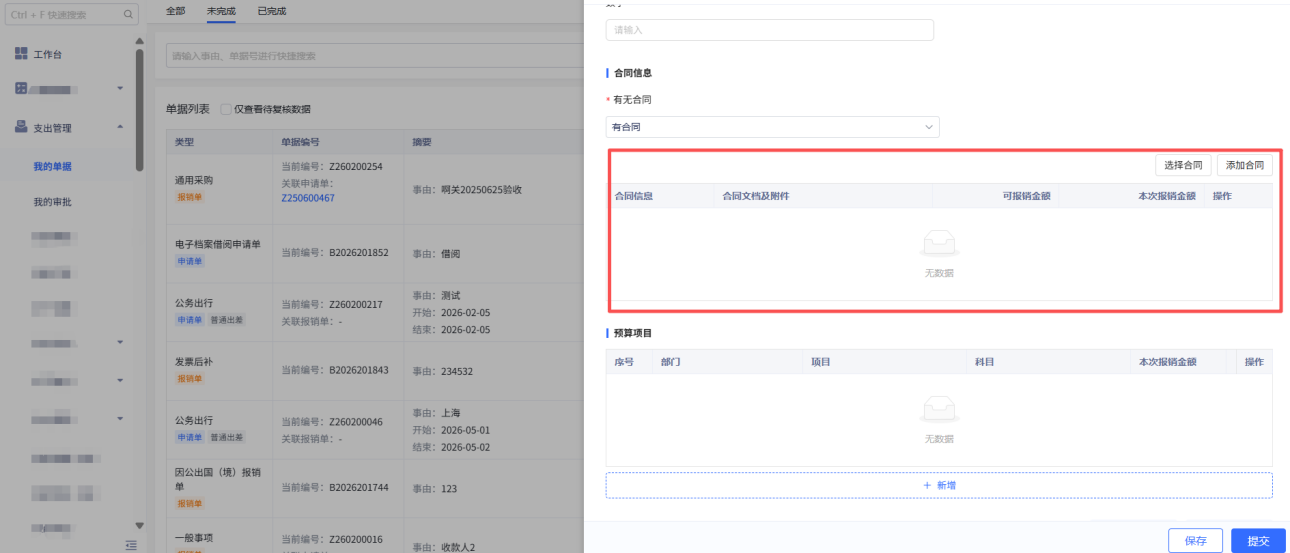 Ctrl + F 快速搜索
工作台
支出管理
我的单据
我的审批
全部 未完成 已完成
请输入事由、单据号进行快捷搜索
单据列表 仅查看待复核数据
类型 单据编号 摘要
通用采购
报销单
当前编号：Z260200254
关联申请单：
Z250600467
事由：啊关20250625验收
电子档案借阅申请单
申请单
当前编号：B2026201852
事由：借阅
公务出行
申请单 普通出差
当前编号：Z260200217
关联报销单：-
事由：测试
开始：2026-02-05
结束：2026-02-05
发票后补
报销单
当前编号：B2026201843
事由：234532
公务出行
申请单 普通出差
当前编号：Z260200046
关联报销单：-
事由：上海
开始：2026-05-01
结束：2026-05-02
因公出国（境）报销
单
报销单
当前编号：B2026201744
事由：123
一般事项
当前编号：Z260200016
事由：收款人2
请输入
合同信息
* 有无合同
有合同
选择合同 添加合同
合同信息 合同文档及附件 可报销金额 本次报销金额 操作
无数据
预算项目
序号 部门 项目 科目 本次报销金额 操作
无数据
+ 新增
保存 提交